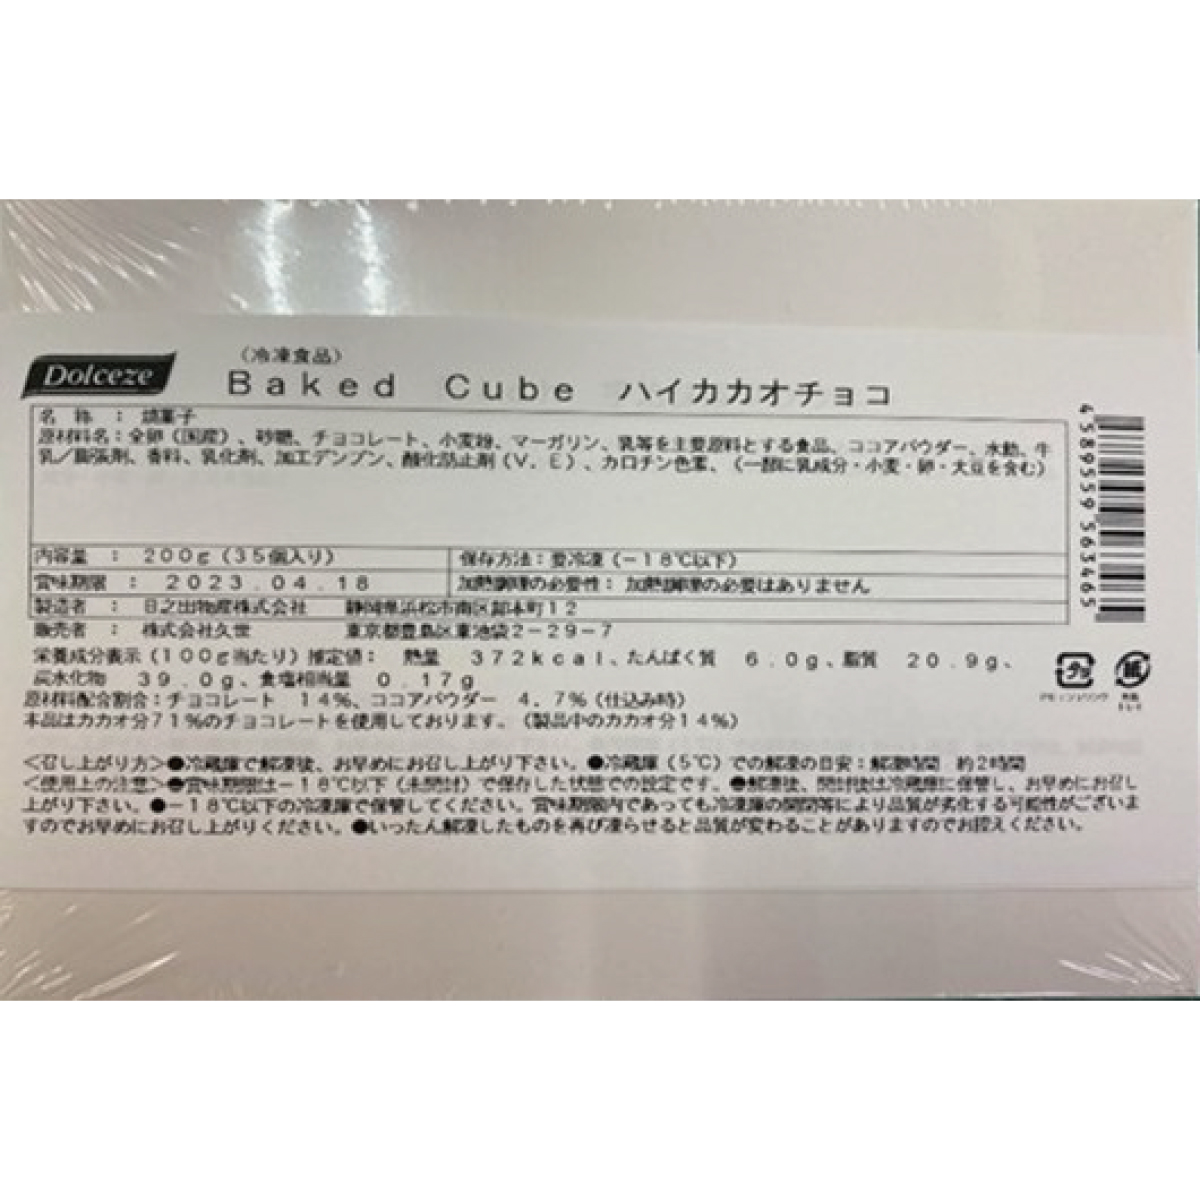 Dolceze
(冷凍食品)
Baked Cube ハイカカオチョコ
名称:焼菓子
原材料名:全卵(国産)、砂糖、チョコレート、小麦粉、マーガリン、乳等を主要原料とする食品、ココアパウダー、水飴、牛
乳/膨張剤、香料、乳化剤、加工デンプン、酸化防止剤(V.E)、カロチン色素、(一部に乳成分・小麦・卵・大豆を含む)
内容量:200g(35個入り)
保存方法:要冷凍(-18℃以下)
賞味期限:2023.04.18
加熱調理の必要性:加熱調理の必要はありません
製造者:日之出物産株式会社 静岡県浜松市南区卸本町12
販売者:株式会社久世 東京都豊島区東池袋2-29-7
栄養成分表示(100g当たり)推定値:熱量 372kcal、たんぱく質 6.0g、脂質 20.9g、
炭水化物 39.0g、食塩相当量 0.17g
原材料配合割合:チョコレート 14%、ココアパウダー 4.7%(仕込み時)
本品はカカオ分71%のチョコレートを使用しております。(製品中のカカオ分14%)
<召し上がり方>●冷蔵庫で解凍後、お早めにお召し上がり下さい。●冷蔵庫(5℃)での解凍の目安:解凍時間 約2時間
<使用上の注意>●賞味期限は-18℃以下(未開封)で保存した状態での設定です。●解凍後、開封後は冷蔵庫に保管し、お早めにお召し
上がり下さい。●-18℃以下の冷凍庫で保管してください。賞味期限内であっても冷凍庫の開閉等により品質が劣化する可能性がございま
すのでお早めにお召し上がりください。●いったん解凍したものを再び凍らせると品質が変わることがありますのでお控えください。
4589559563465
プラ
紙